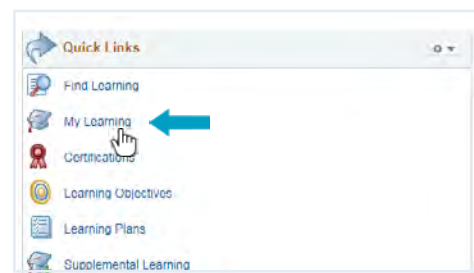 Quick Links
Find Learning
My Learning
Certifications
Learning Objectives
Learning Plans
Supplemental Learning